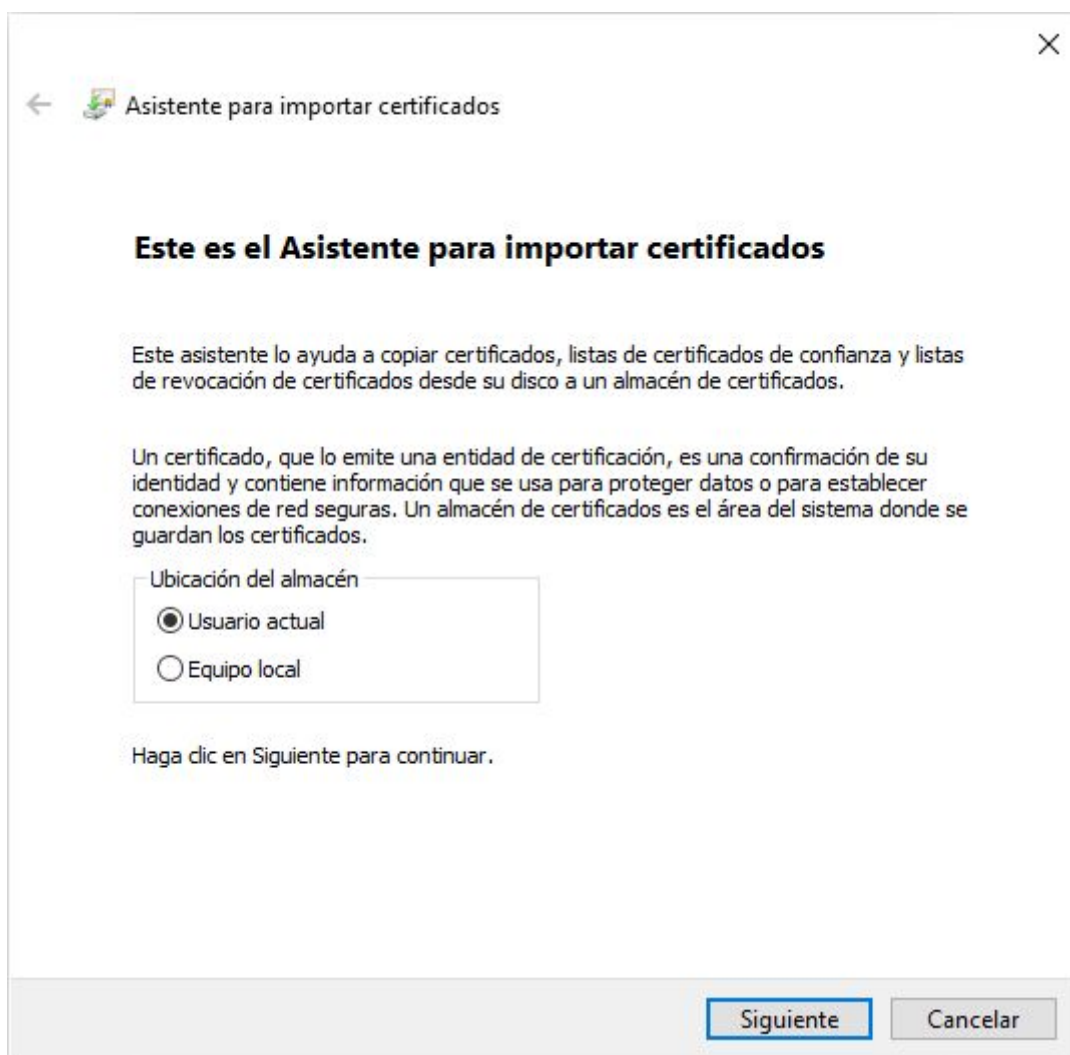 Asistente para importar certificados
Este es el Asistente para importar certificados
Este asistente lo ayuda a copiar certificados, listas de certificados de confianza y listas
de revocación de certificados desde su disco a un almacén de certificados.
Un certificado, que lo emite una entidad de certificación, es una confirmación de su
identidad y contiene información que se usa para proteger datos o para establecer
conexiones de red seguras. Un almacén de certificados es el área del sistema donde se
guardan los certificados.
Ubicación del almacén
Usuario actual
Equipo local
Haga clic en Siguiente para continuar.
Siguiente Cancelar